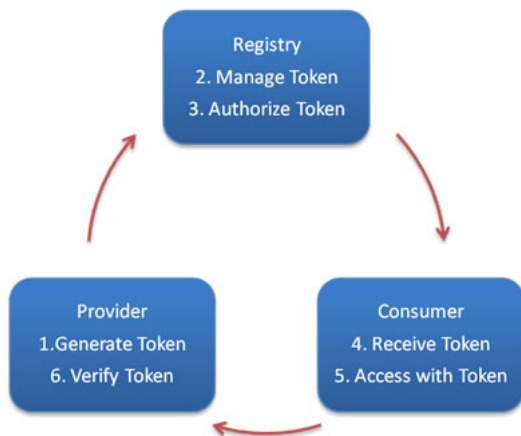 Registry
2. Manage Token
3. Authorize Token
Provider
1.Generate Token
6. Verify Token
Consumer
4. Receive Token
5. Access with Token